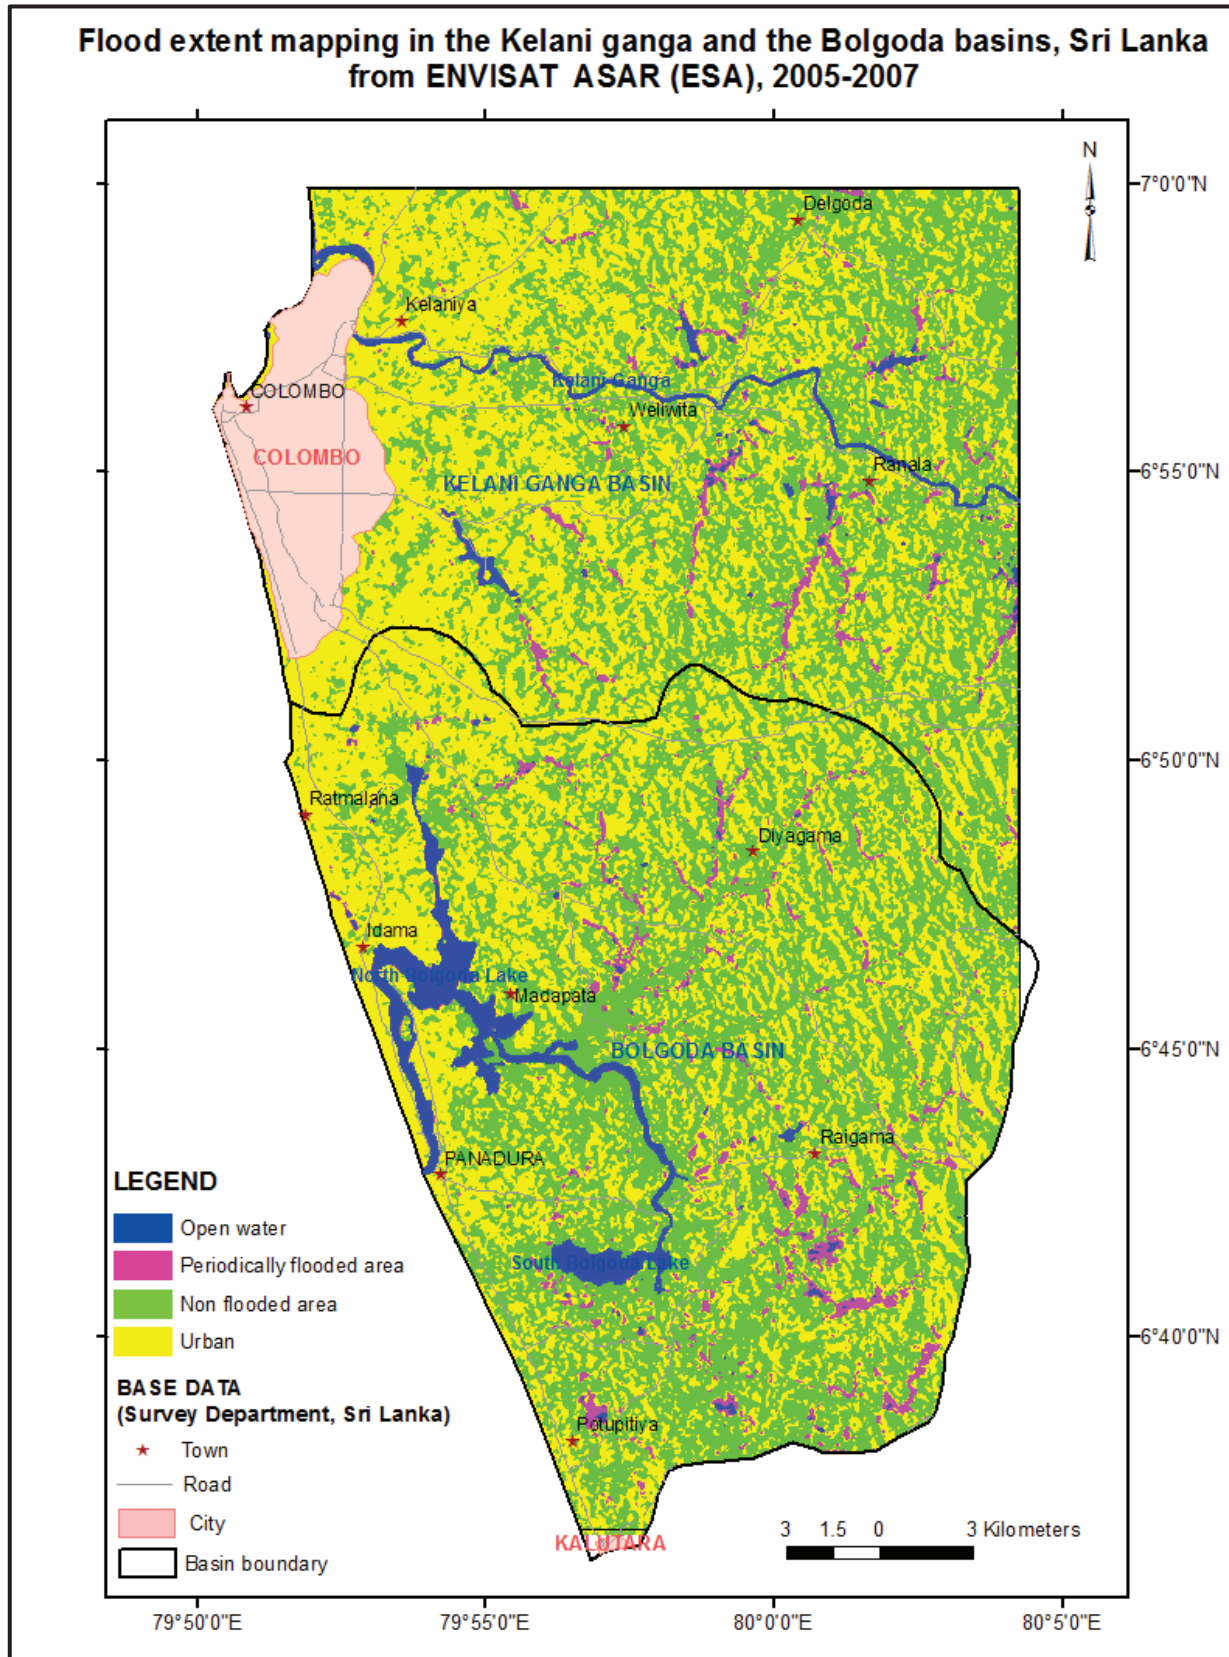 Flood extent mapping in the Kelani ganga and the Bolgoda basins, Sri Lanka
from ENVISAT ASAR (ESA), 2005-2007
N
7°0'0"N
Delgoda
Kelaniya
Kelani Ganga
COLOMBO
Weliwita
COLOMBO
Ranala
6°55'0"N
KELANI GANGA BASIN
6°50'0"N
Ratmalana
Diyagama
Idama
North Bolgoda Lake
Madapata
BOLGODA BASIN
6°45'0"N
Raigama
PANADURA
LEGEND
Open water
Periodically flooded area
Non flooded area
Urban
South Bolgoda Lake
6°40'0"N
BASE DATA
(Survey Department, Sri Lanka)
Town
Road
City
Basin boundary
Potupitiya
KALUTARA
3 1.5 0 3 Kilometers
79°50'0"E 79°55'0"E 80°0'0"E 80°5'0"E